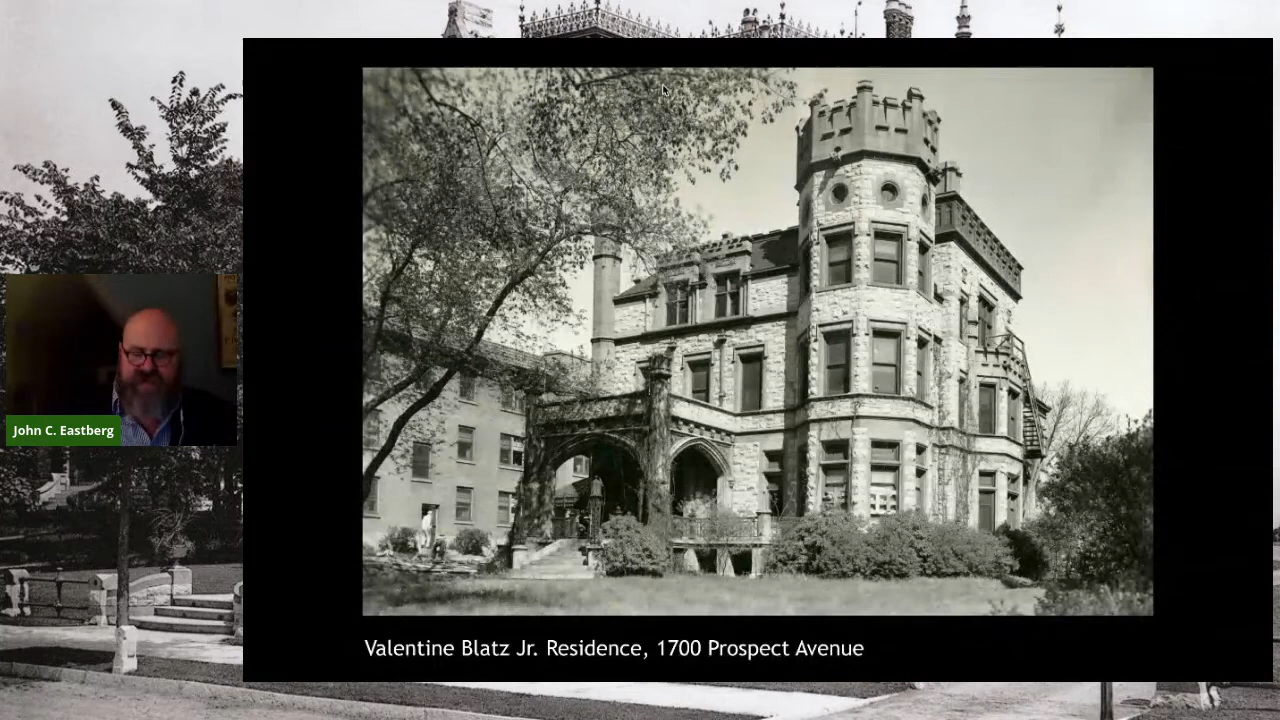 John C. Eastberg
Valentine Blatz Jr. Residence, 1700 Prospect Avenue